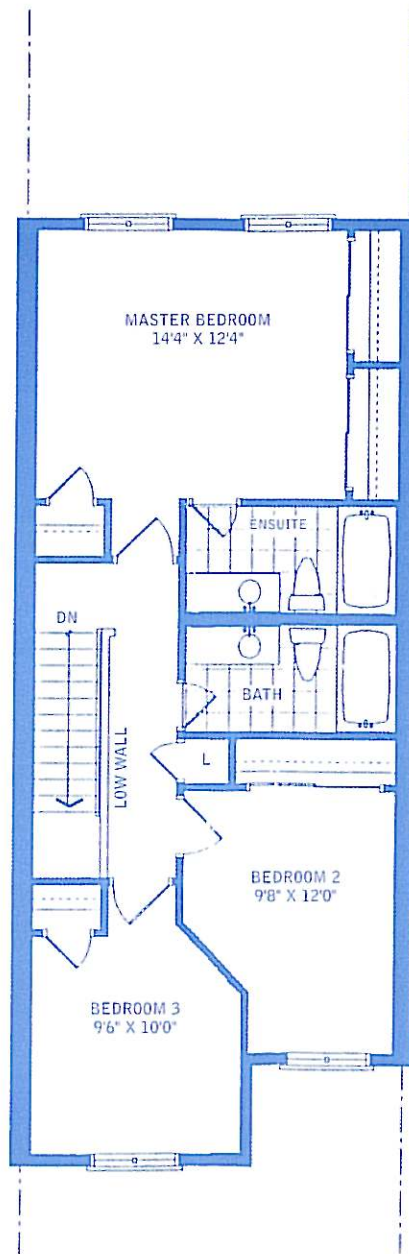 MASTER BEDROOM
14'4" X 12'4"
ENSUITE
DN
BATH
LOW WALL
L
BEDROOM 2
9'8" X 12'0"
BEDROOM 3
9'6" X 10'0"